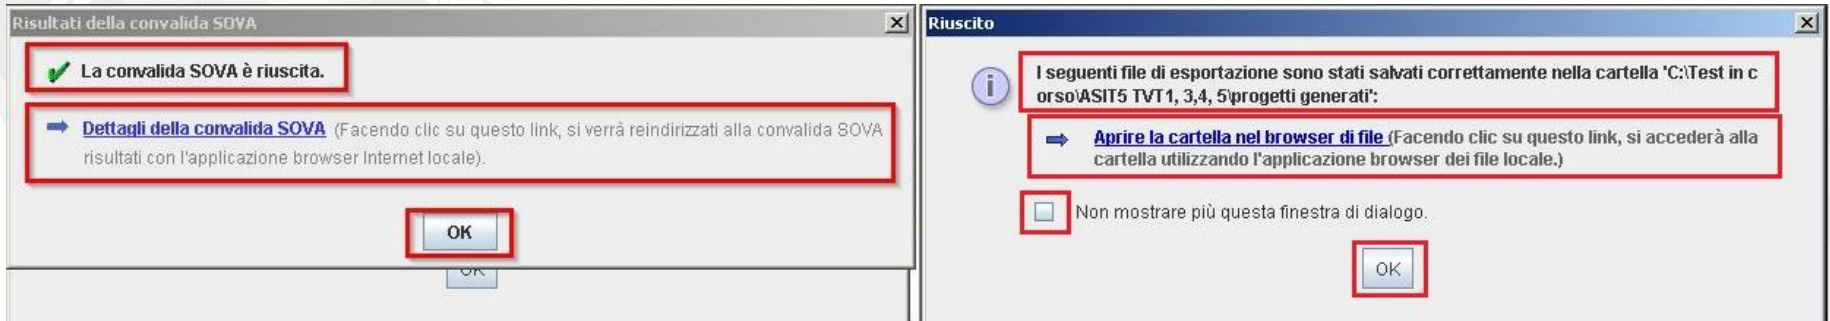 Risultati della convalida SOVA
La convalida SOVA è riuscita.
Dettagli della convalida SOVA (Facendo clic su questo link, si verrà reindirizzati alla convalida SOVA
risultati con l'applicazione browser Internet locale).
OK
OK
Riuscito
I seguenti file di esportazione sono stati salvati correttamente nella cartella 'C:\Test in c
orso\ASIT5 TVT1, 3,4, 5\progetti generati':
Aprire la cartella nel browser di file (Facendo clic su questo link, si accederà alla
cartella utilizzando l'applicazione browser dei file locale.)
Non mostrare più questa finestra di dialogo.
OK